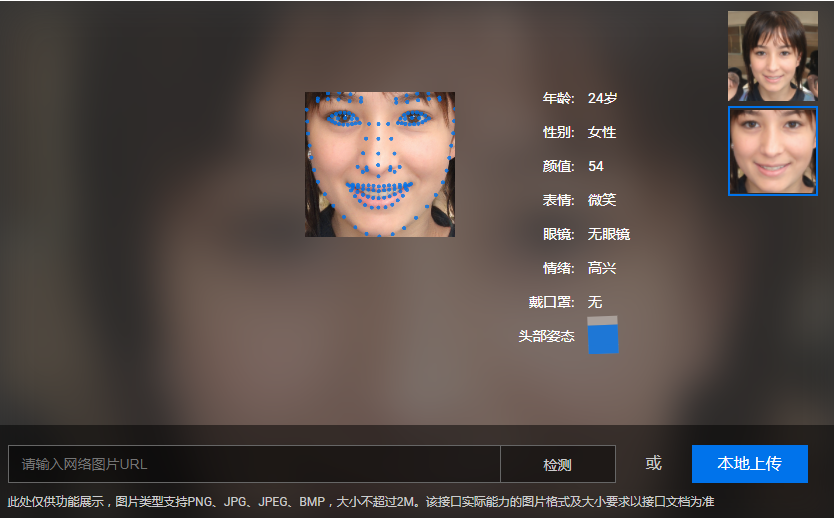 年龄: 24岁
性别: 女性
颜值: 54
表情: 微笑
眼镜: 无眼镜
情绪: 高兴
戴口罩: 无
头部姿态
请输入网络图片URL 检测 或 本地上传
此处仅供功能展示，图片类型支持PNG、JPG、JPEG、BMP，大小不超过2M。该接口实际能力的图片格式及大小要求以接口文档为准